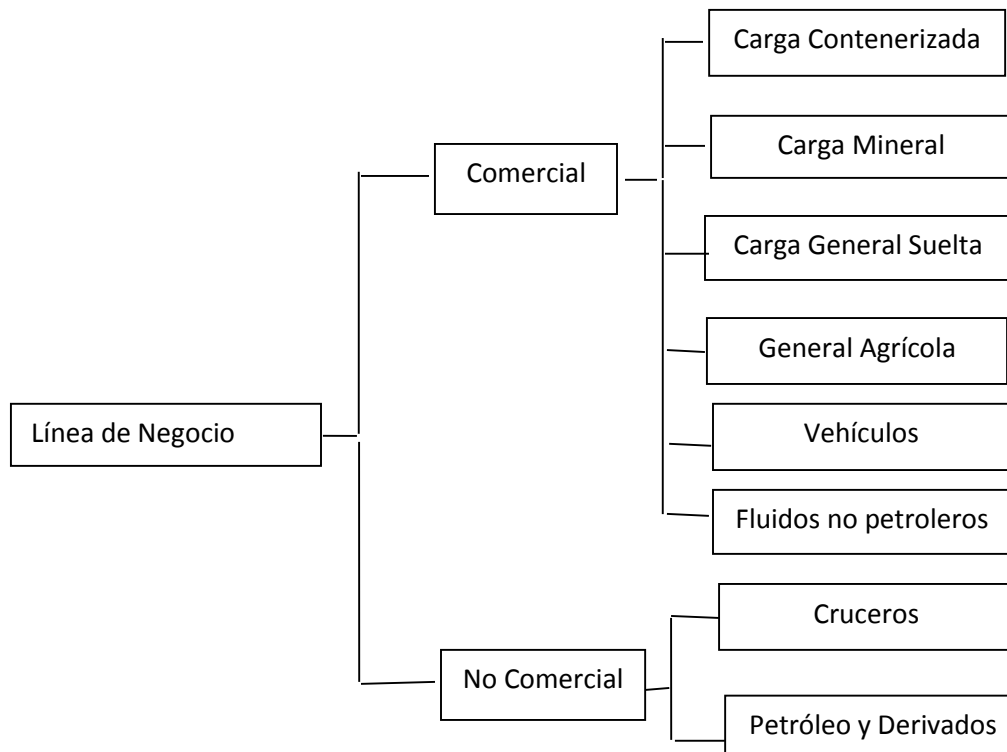 Carga Contenerizada
Carga Mineral
Comercial
Carga General Suelta
General Agrícola
Línea de Negocio
Vehículos
Fluidos no petroleros
Cruceros
No Comercial
Petróleo y Derivados